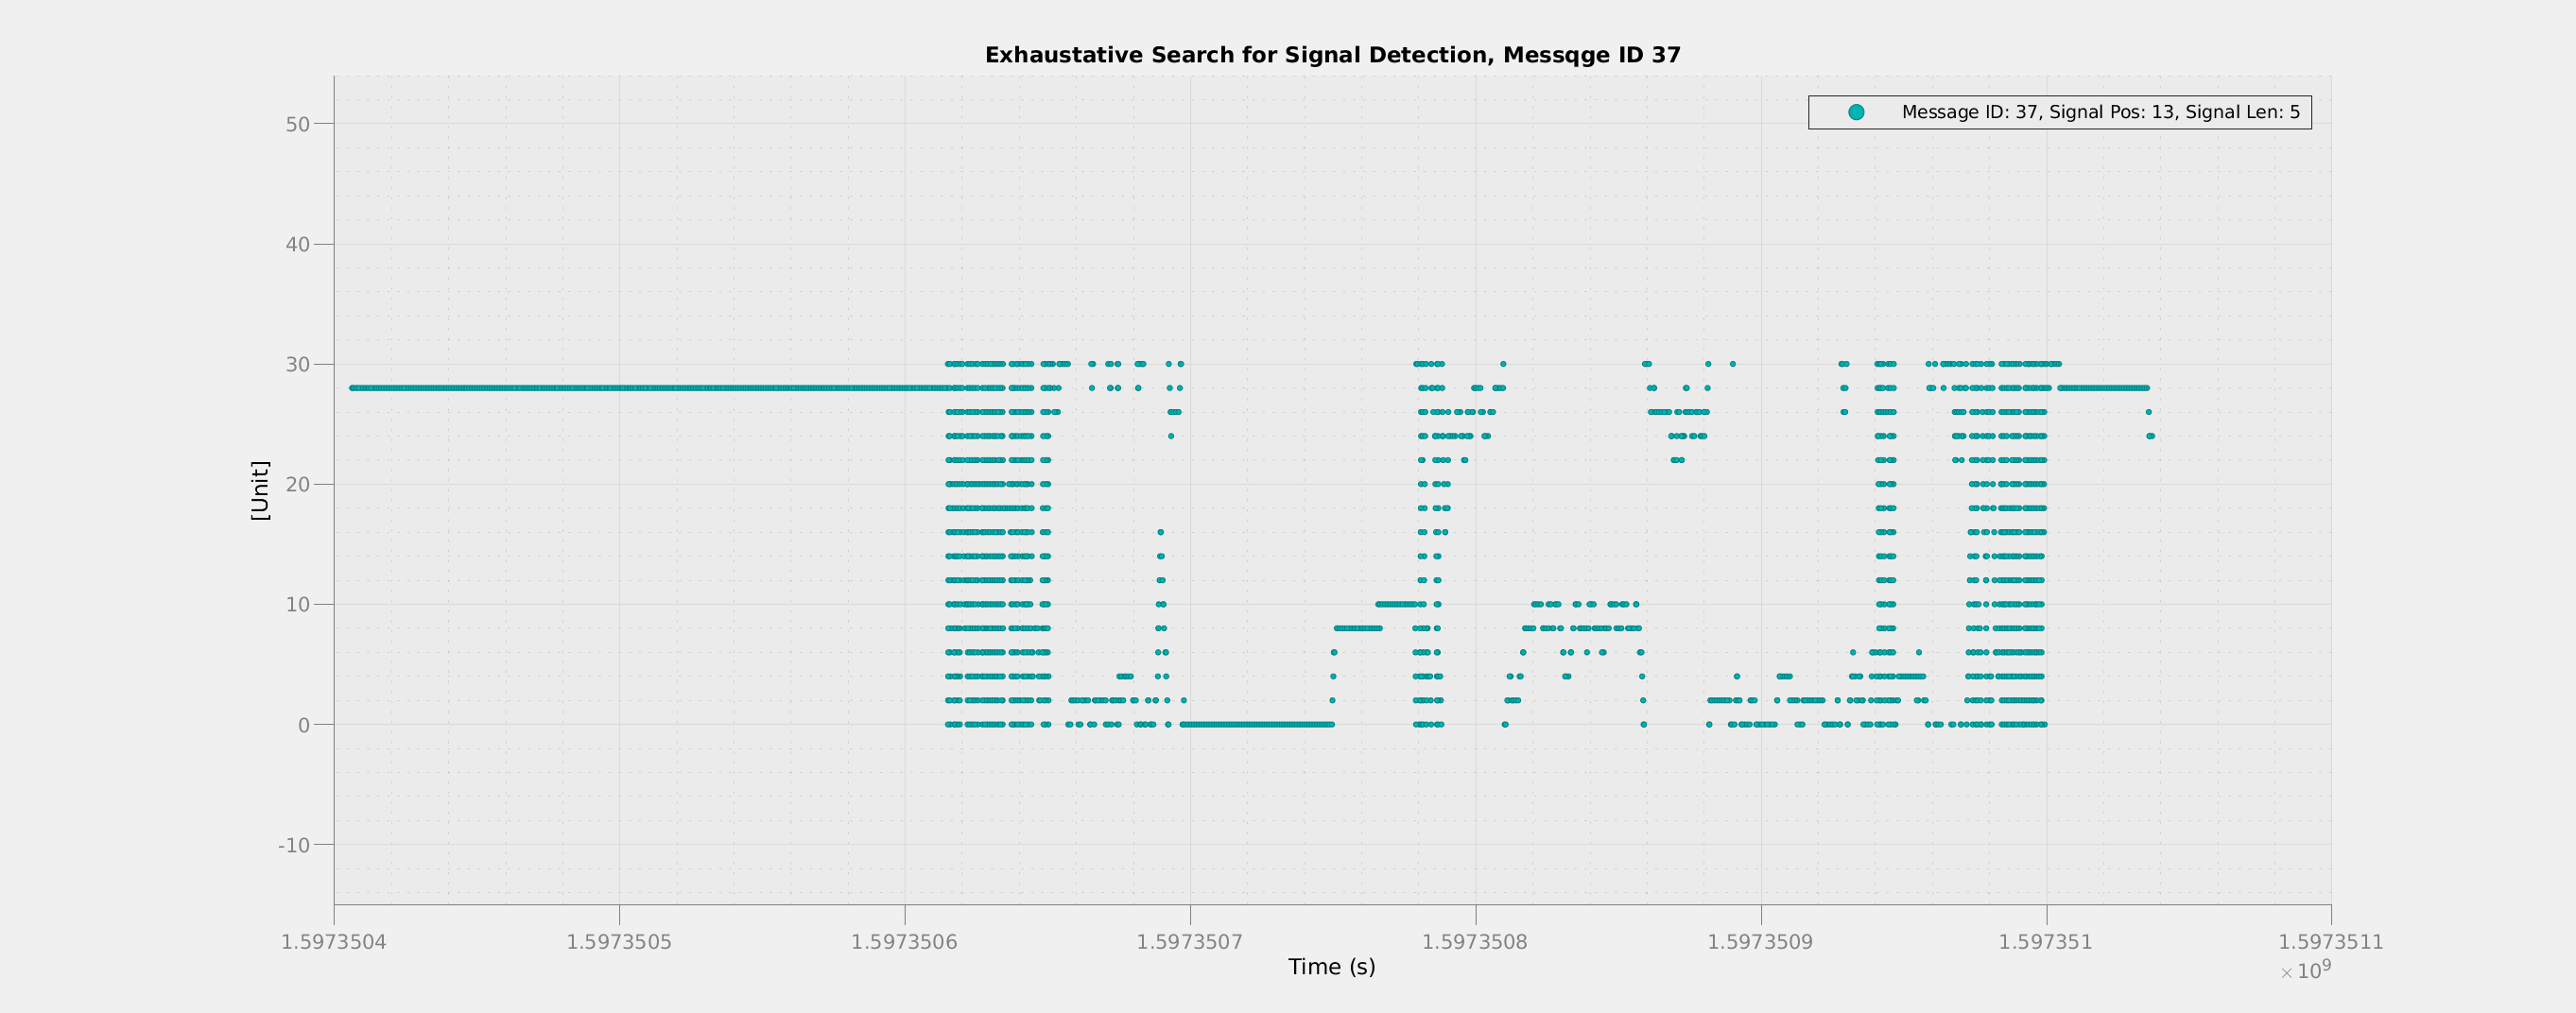 Exhaustative Search for Signal Detection, Messqge ID 37
Message ID: 37, Signal Pos: 13, Signal Len: 5
50
40
30
20
10
0
-10
[Unit]
1.5973504 1.5973505 1.5973506 1.5973507 1.5973508 1.5973509 1.597351 1.5973511
Time (s)
× 10⁹